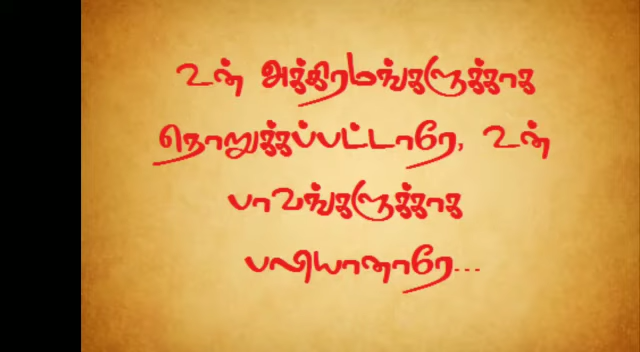 உன் அக்கிரமங்களுக்காக
நொறுக்கப்பட்டாரே, உன்
பாவங்களுக்காக
பலியானாரே...